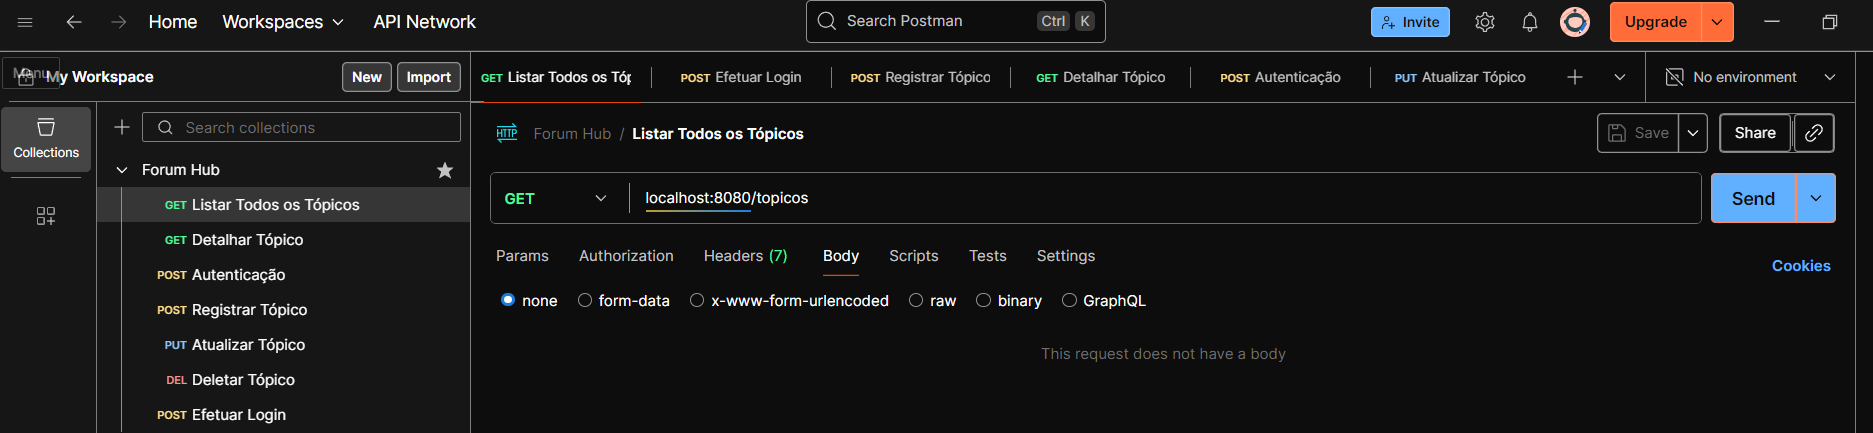 Home Workspaces API Network Search Postman Ctrl K Invite Upgrade
Menu My Workspace New Import
GET Listar Todos os Tóp POST Efetuar Login POST Registrar Tópico GET Detalhar Tópico POST Autenticação PUT Atualizar Tópico No environment
Collections
Search collections
Forum Hub
GET Listar Todos os Tópicos
GET Detalhar Tópico
POST Autenticação
POST Registrar Tópico
PUT Atualizar Tópico
DEL Deletar Tópico
POST Efetuar Login
HTTP Forum Hub / Listar Todos os Tópicos Save Share
GET localhost:8080/topicos Send
Params Authorization Headers (7) Body Scripts Tests Settings Cookies
none form-data x-www-form-urlencoded raw binary GraphQL
This request does not have a body